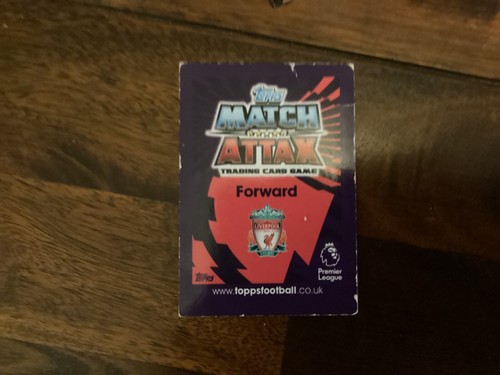 Topps
MATCH
ATTAX
TRADING CARD GAME
Forward
LIVERPOOL
Topps
Premier
League
www.toppsfootball.co.uk